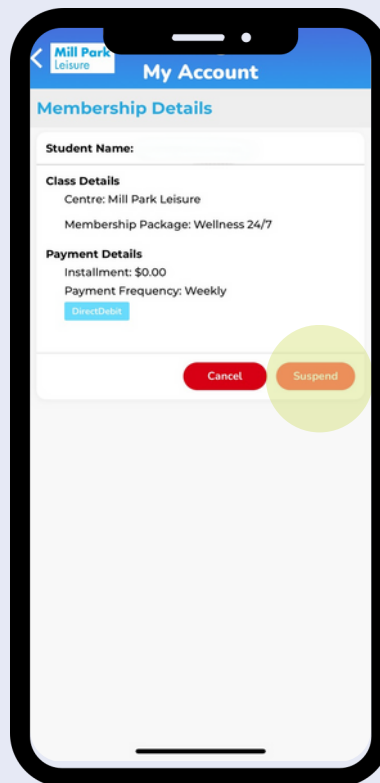 Mill Park
Leisure
My Account
Membership Details
Student Name:
Class Details
Centre: Mill Park Leisure
Membership Package: Wellness 24/7
Payment Details
Installment: $0.00
Payment Frequency: Weekly
DirectDebit
Cancel
Suspend